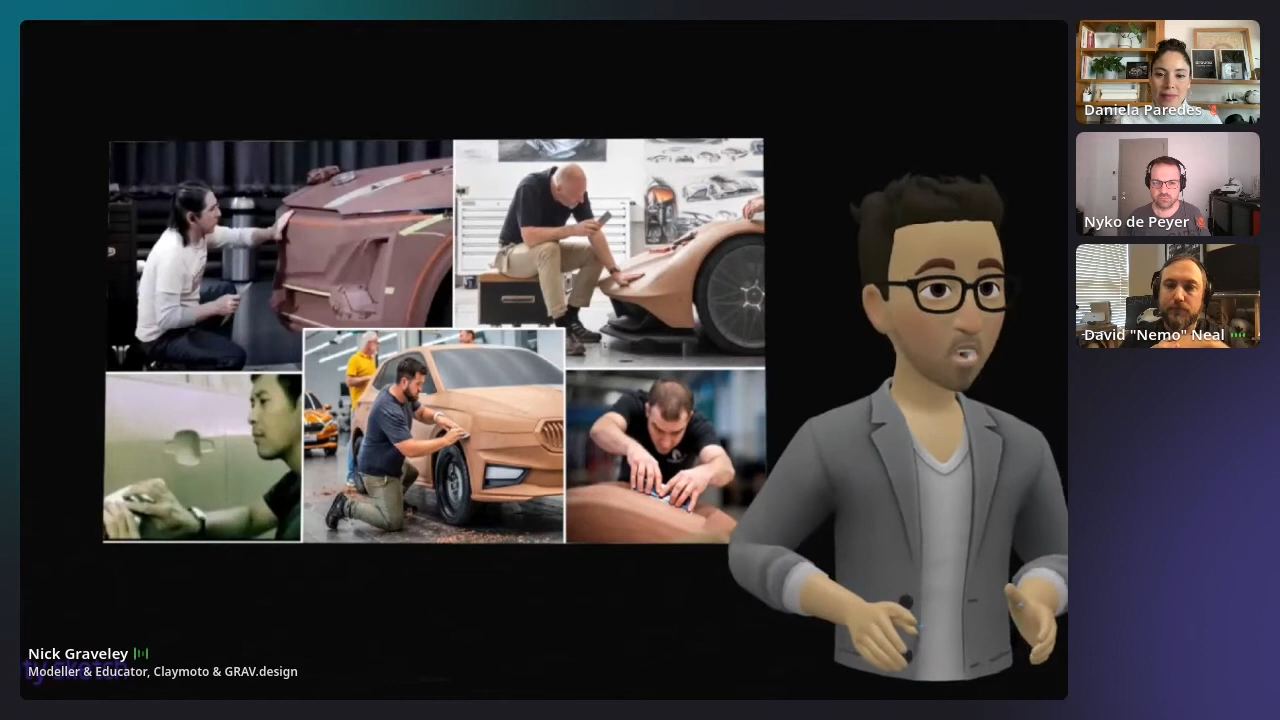 Daniela Paredes
Nyko de Peyer
David "Nemo" Neal
Nick Graveley
Modeller & Educator, Claymoto & GRAV.design